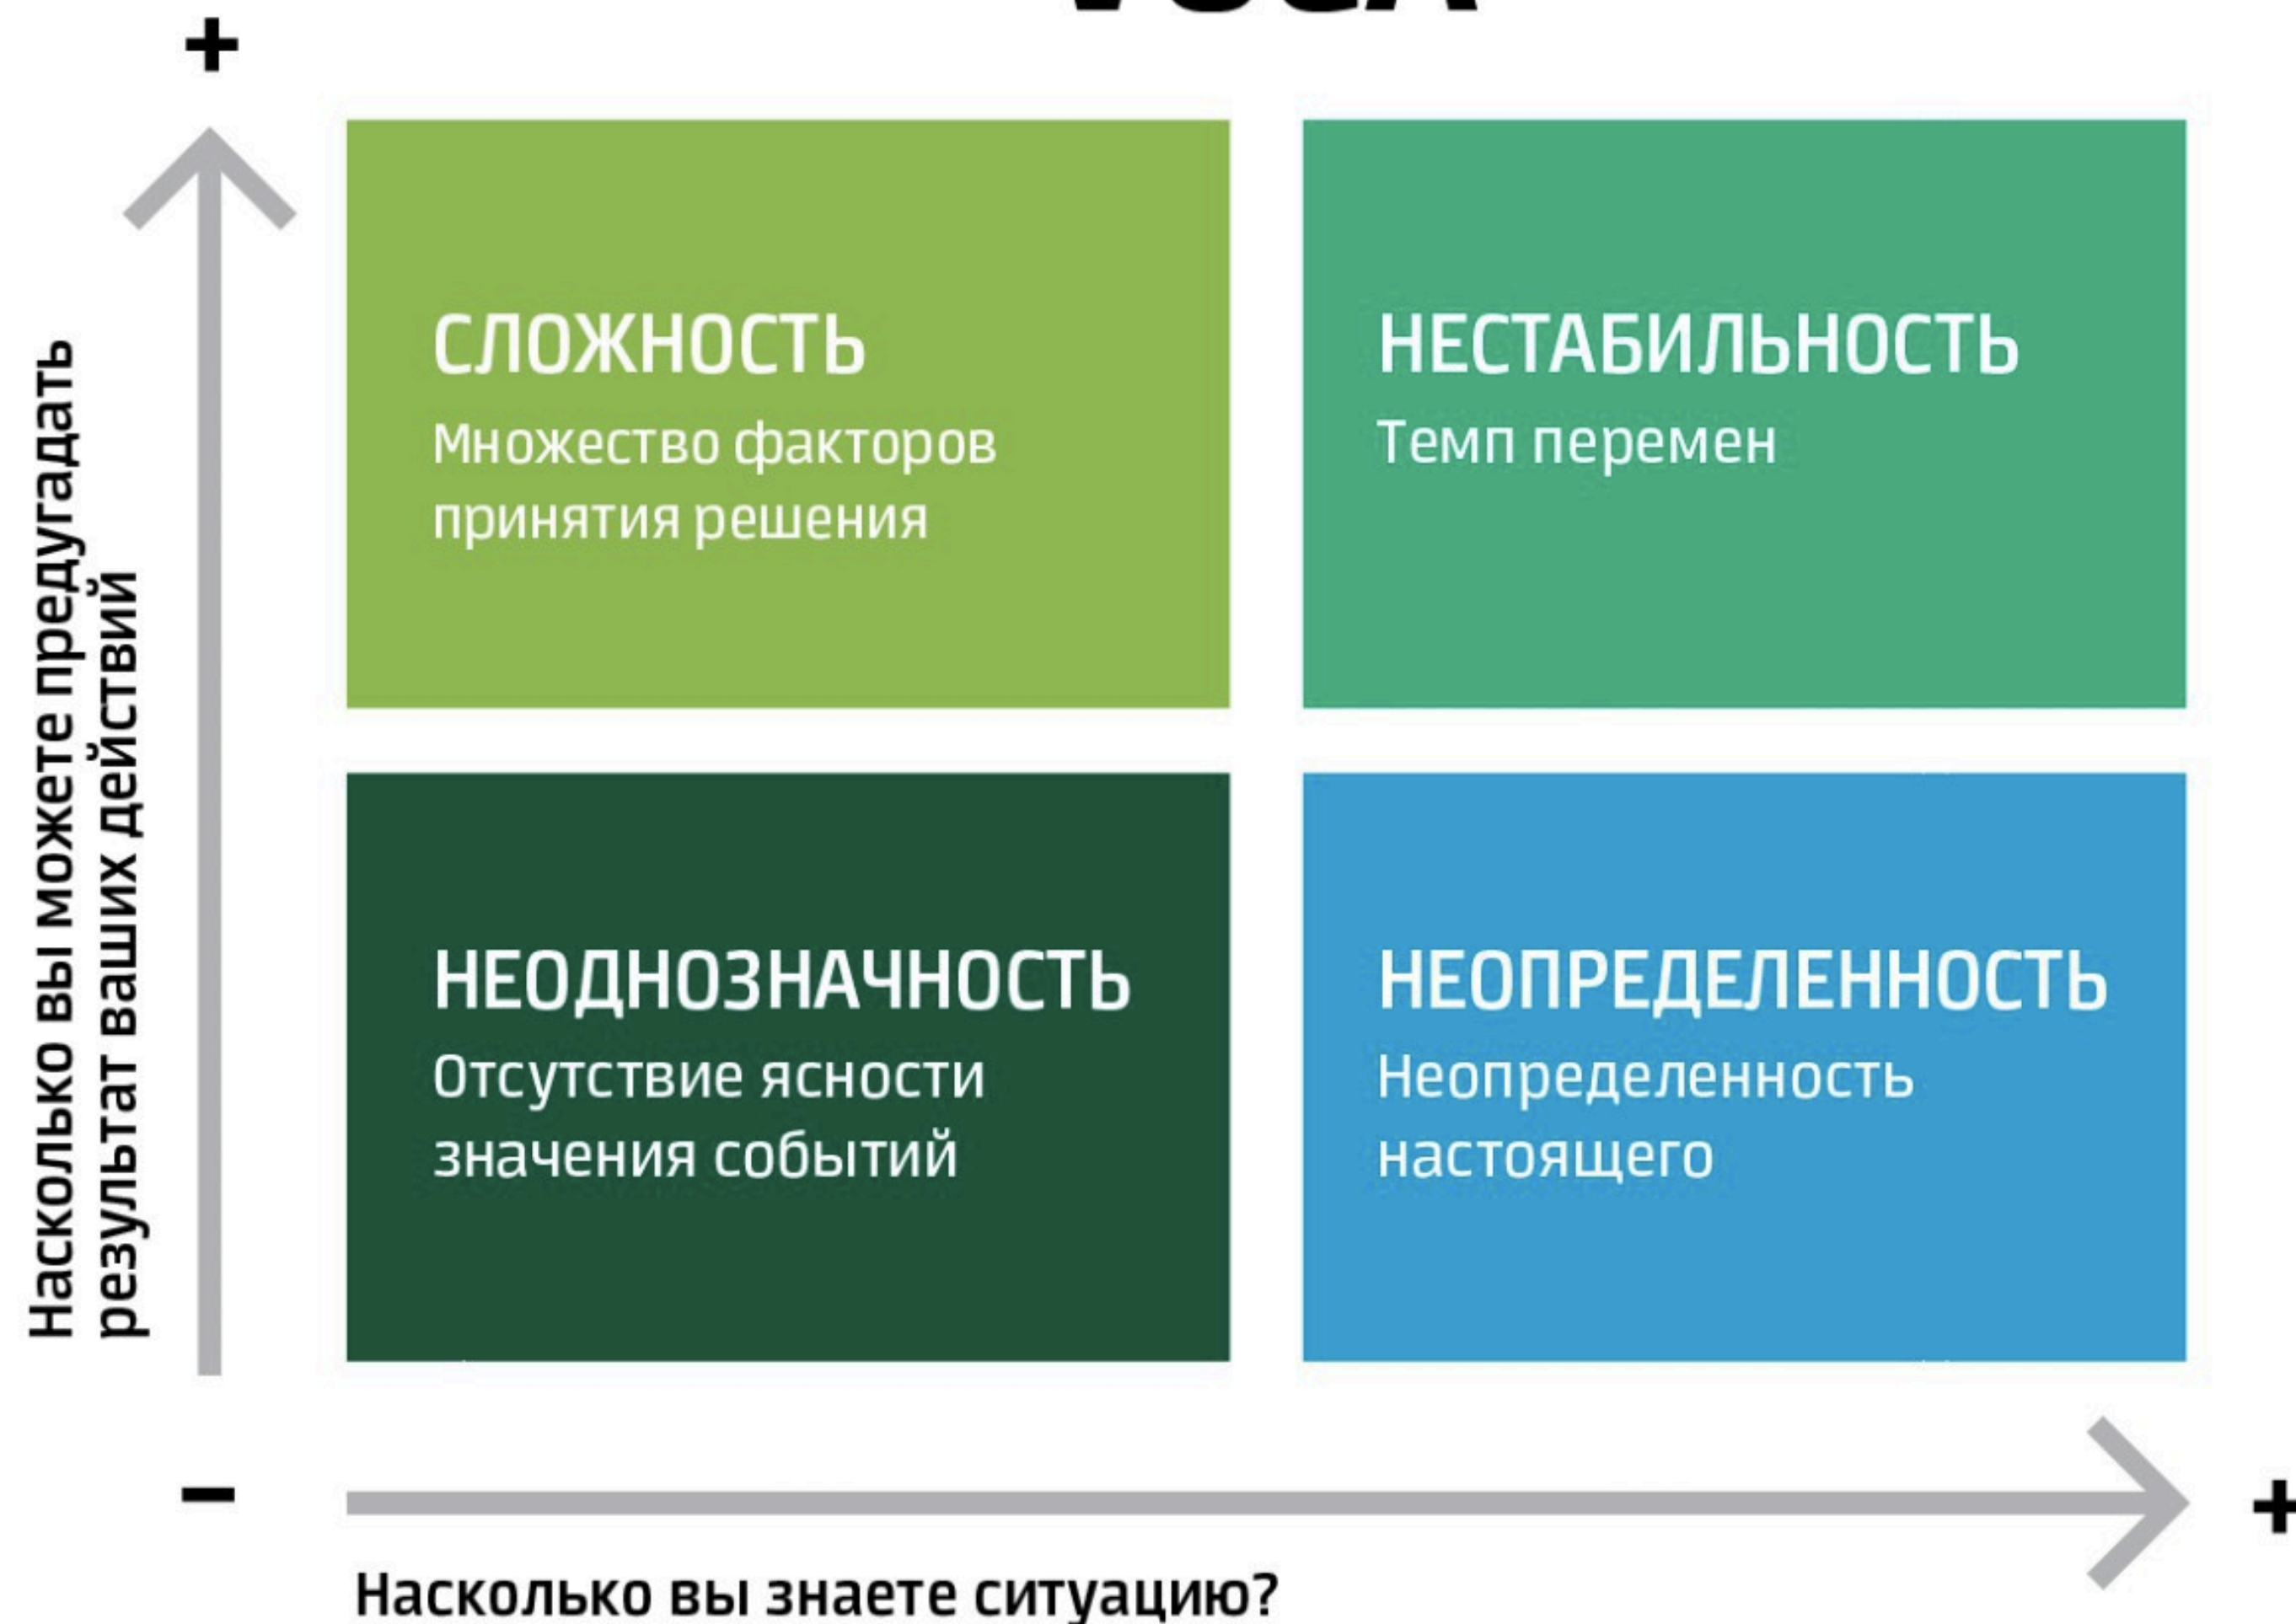 +
СЛОЖНОСТЬ
Множество факторов
принятия решения
НЕСТАБИЛЬНОСТЬ
Темп перемен
НЕОДНОЗНАЧНОСТЬ
Отсутствие ясности
значения событий
НЕОПРЕДЕЛЕННОСТЬ
Неопределенность
настоящего
Насколько вы можете предугадать
результат ваших действий
−
+
Насколько вы знаете ситуацию?